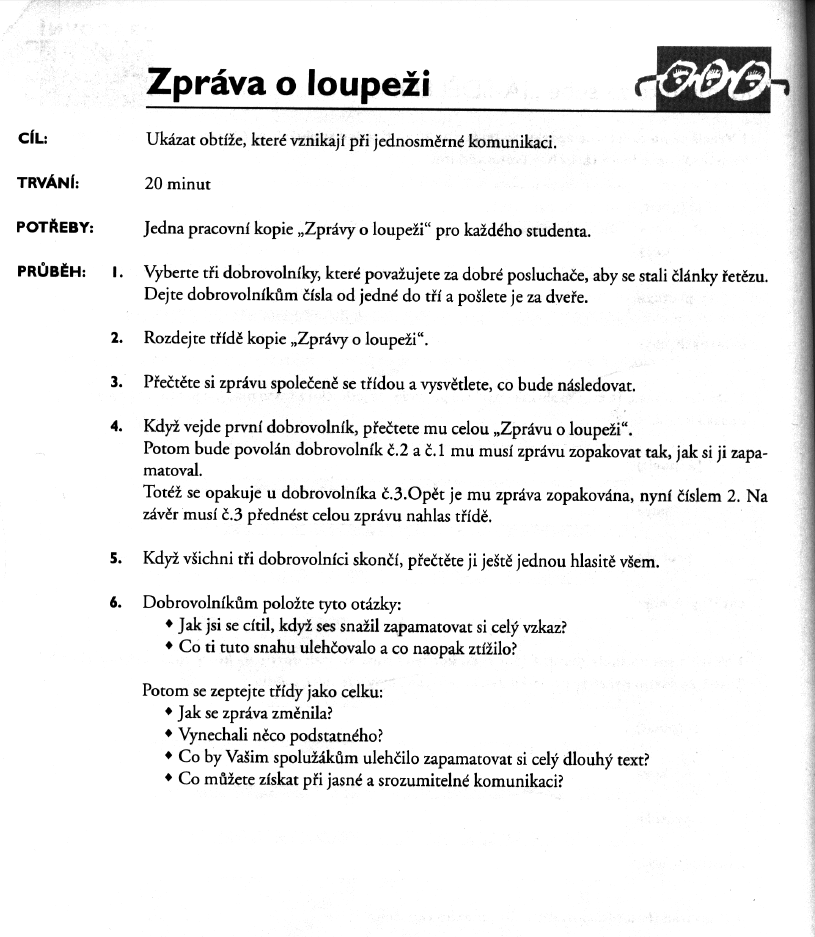 Zpráva o loupeži
CÍL: Ukázat obtíže, které vznikají při jednosměrné komunikaci.
TRVÁNÍ: 20 minut
POTŘEBY: Jedna pracovní kopie „Zprávy o loupeži“ pro každého studenta.
PRŮBĚH: 1. Vyberte tři dobrovolníky, které považujete za dobré posluchače, aby se stali články řetězu.
Dejte dobrovolníkům čísla od jedné do tří a pošlete je za dveře.
2. Rozdejte třídě kopie „Zprávy o loupeži“.
3. Přečtěte si zprávu společeně se třídou a vysvětlete, co bude následovat.
4. Když vejde první dobrovolník, přečtete mu celou „Zprávu o loupeži“.
Potom bude povolán dobrovolník č.2 a č.1 mu musí zprávu zopakovat tak, jak si ji zapa-
matoval.
Totéž se opakuje u dobrovolníka č.3.Opět je mu zpráva zopakována, nyní číslem 2. Na
závěr musí č.3 přednést celou zprávu nahlas třídě.
5. Když všichni tři dobrovolníci skončí, přečtěte ji ještě jednou hlasitě všem.
6. Dobrovolníkům položte tyto otázky:
♦ Jak jsi se cítil, když ses snažil zapamatovat si celý vzkaz?
♦ Co ti tuto snahu ulehčovalo a co naopak ztížilo?
Potom se zeptejte třídy jako celku:
♦ Jak se zpráva změnila?
♦ Vynechali něco podstatného?
♦ Co by Vašim spolužákům ulehčilo zapamatovat si celý dlouhý text?
♦ Co můžete získat při jasné a srozumitelné komunikaci?